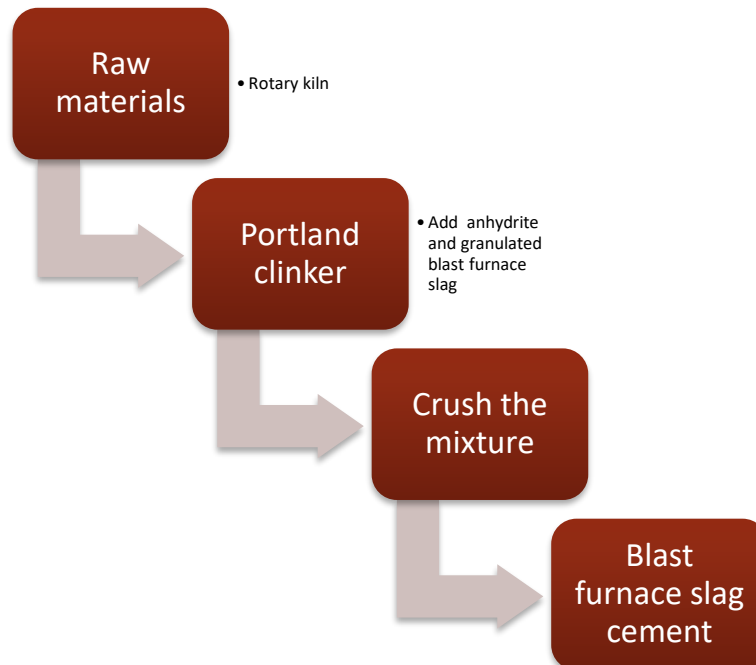 Raw
materials
• Rotary kiln
Portland
clinker
• Add anhydrite
and granulated
blast furnace
slag
Crush the
mixture
Blast
furnace slag
cement